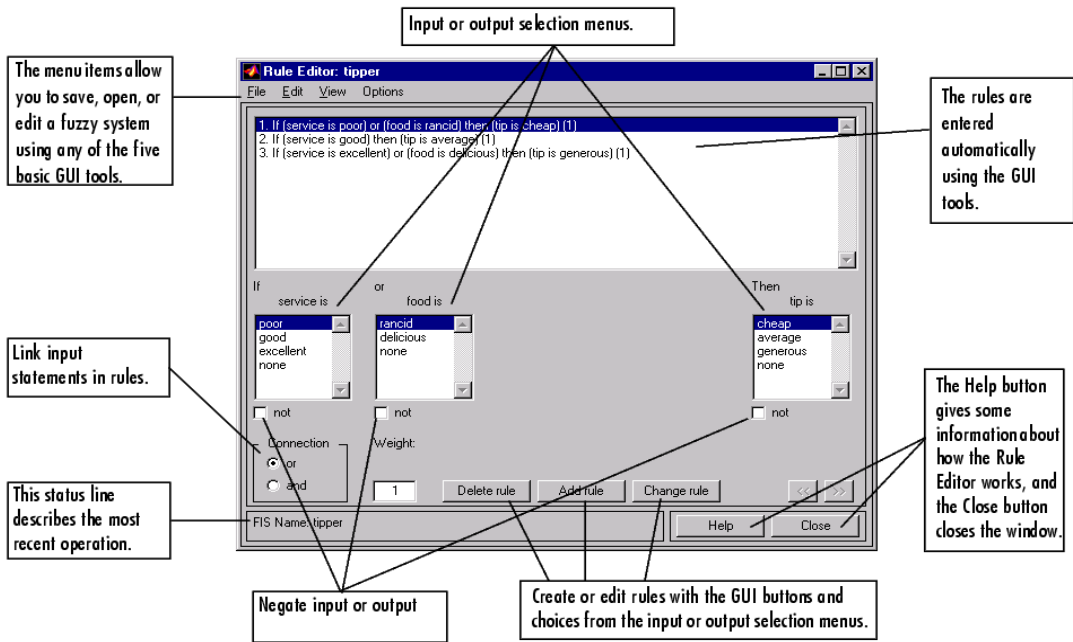 Input or output selection menus.
The menu items allow
you to save, open, or
edit a fuzzy system
using any of the five
basic GUI tools.
Rule Editor: tipper
File Edit View Options
1. If (service is poor) or (food is rancid) then (tip is cheap) (1)
2. If (service is good) then (tip is average) (1)
3. If (service is excellent) or (food is delicious) then (tip is generous) (1)
The rules are
entered
automatically
using the GUI
tools.
If or Then
service is food is tip is
poor rancid cheap
good delicious average
excellent none generous
none none
not not not
Link input
statements in rules.
Connection Weight:
or
and
1 Delete rule Add rule Change rule << >>
The Help button
gives some
information about
how the Rule
Editor works, and
the Close button
closes the window.
This status line
describes the most
recent operation.
FIS Name: tipper Help Close
Negate input or output
Create or edit rules with the GUI buttons and
choices from the input or output selection menus.